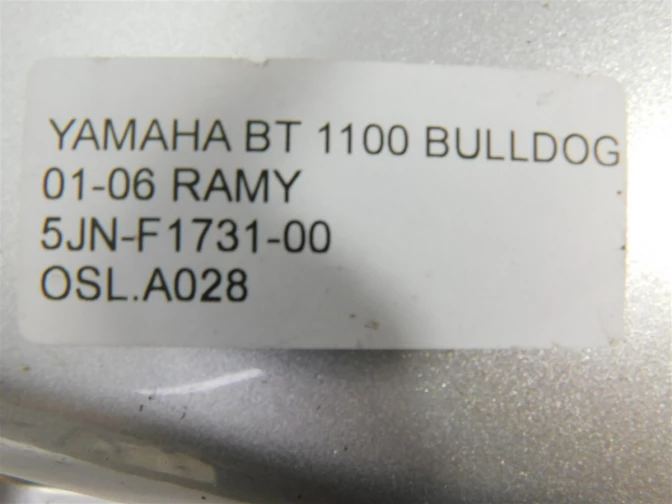 YAMAHA BT 1100 BULLDOG
01-06 RAMY
5JN-F1731-00
OSL.A028